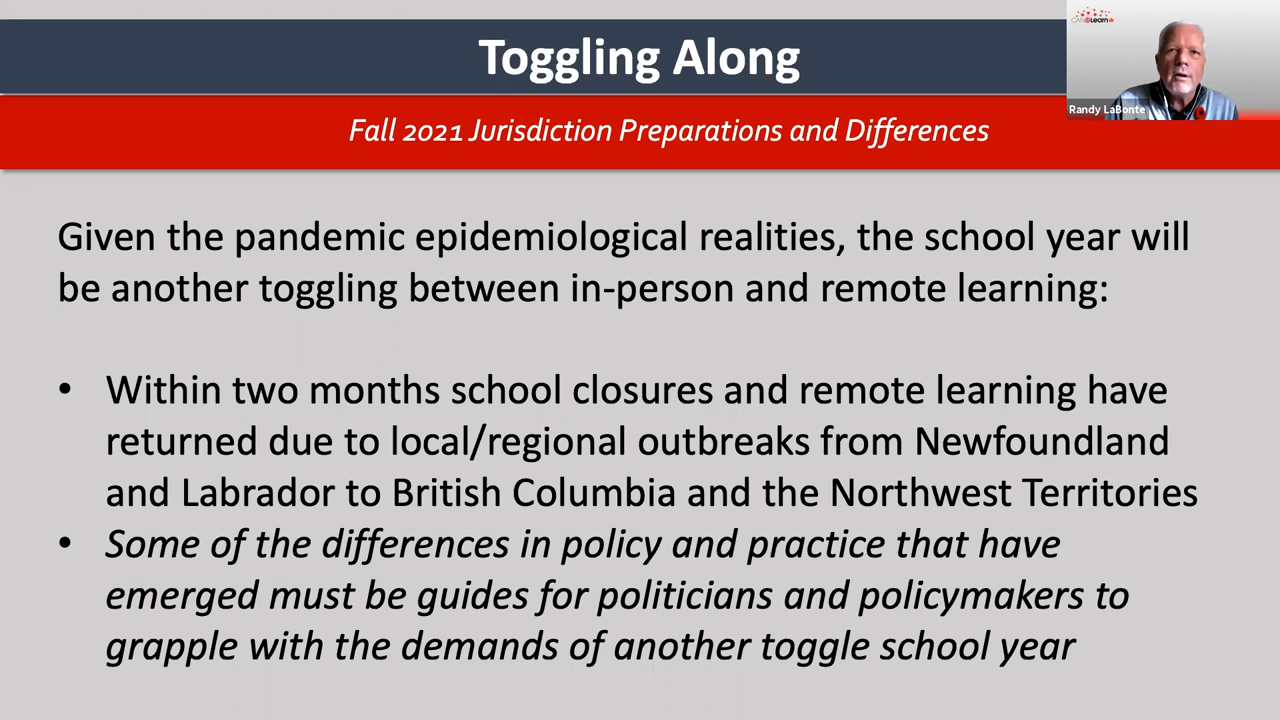 Toggling Along
CANeLearn
Randy LaBonte
Fall 2021 Jurisdiction Preparations and Differences
Given the pandemic epidemiological realities, the school year will
be another toggling between in-person and remote learning:
• Within two months school closures and remote learning have
returned due to local/regional outbreaks from Newfoundland
and Labrador to British Columbia and the Northwest Territories
• Some of the differences in policy and practice that have
emerged must be guides for politicians and policymakers to
grapple with the demands of another toggle school year